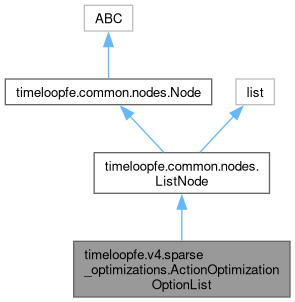 ABC
timeloopfe.common.nodes.Node
list
timeloopfe.common.nodes.
ListNode
timeloopfe.v4.sparse
_optimizations.ActionOptimization
OptionList